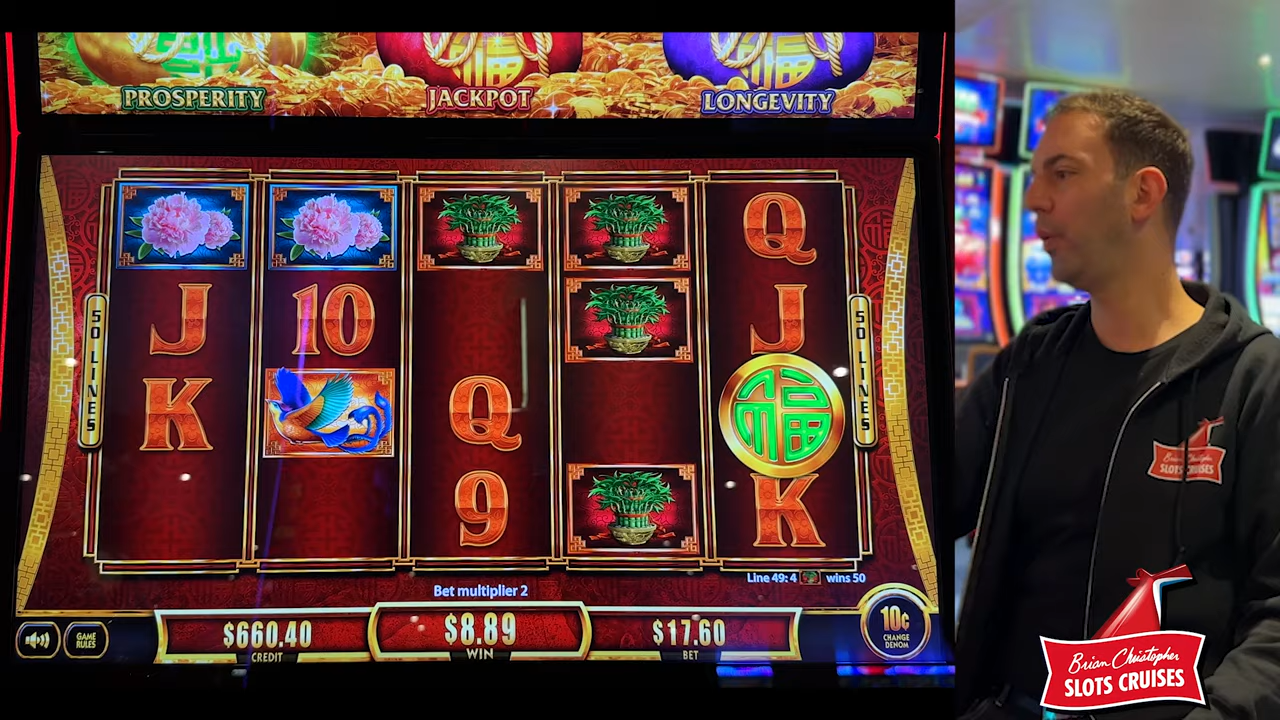 PROSPERITY
JACKPOT
LONGEVITY
福
Q
J
10
J
50 LINES
50 LINES
K
Q
福
9
K
Line 49: 4 wins 50
Bet multiplier 2
$660.40
CREDIT
$8.89
WIN
$17.60
BET
10¢
CHANGE
DENOM
GAME
RULES
Brian Christopher
SLOTS CRUISES
Brian Christopher
SLOTS CRUISES